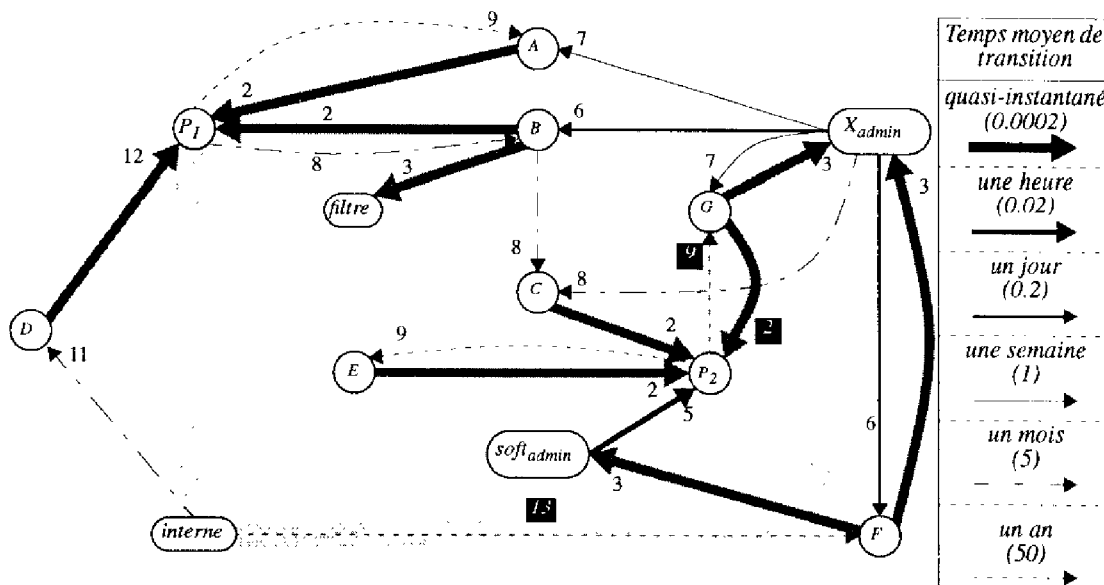 9
A
7
Temps moyen de
transition
2
P1
2
B
6
Xadmin
quasi-instantané
(0.0002)
12
8
3
7
3
3
filtre
G
une heure
(0.02)
8
9
C
8
un jour
(0.2)
D
11
9
2
2
E
2
P2
une semaine
(1)
5
6
softadmin
3
un mois
(5)
13
interne
F
un an
(50)